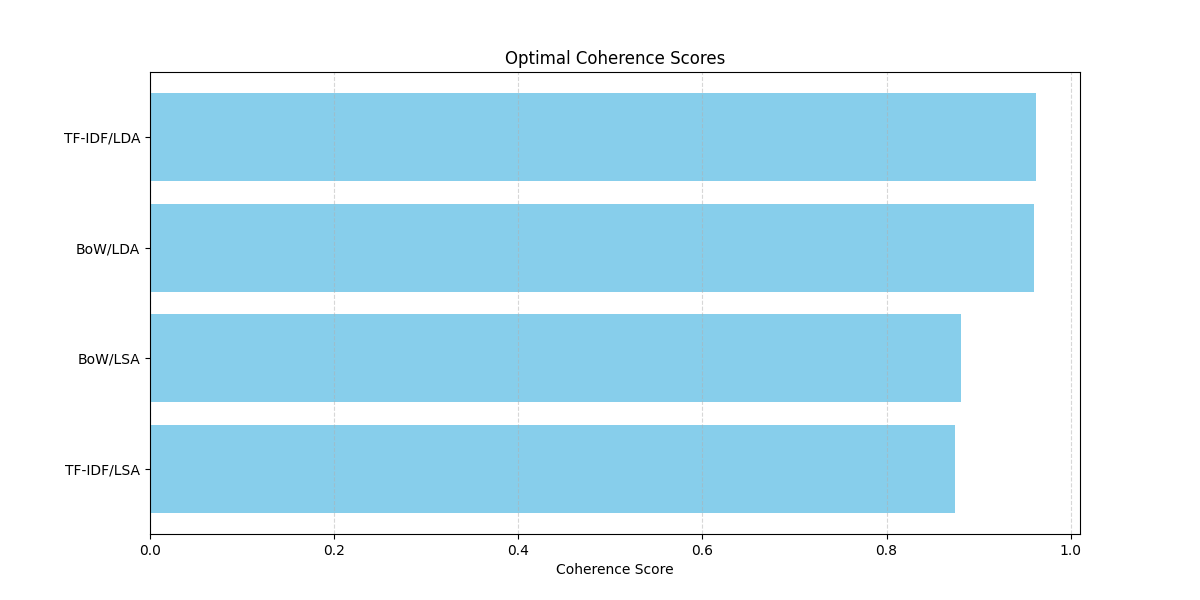 Optimal Coherence Scores
TF-IDF/LDA
BoW/LDA
BoW/LSA
TF-IDF/LSA
0.0 0.2 0.4 0.6 0.8 1.0
Coherence Score